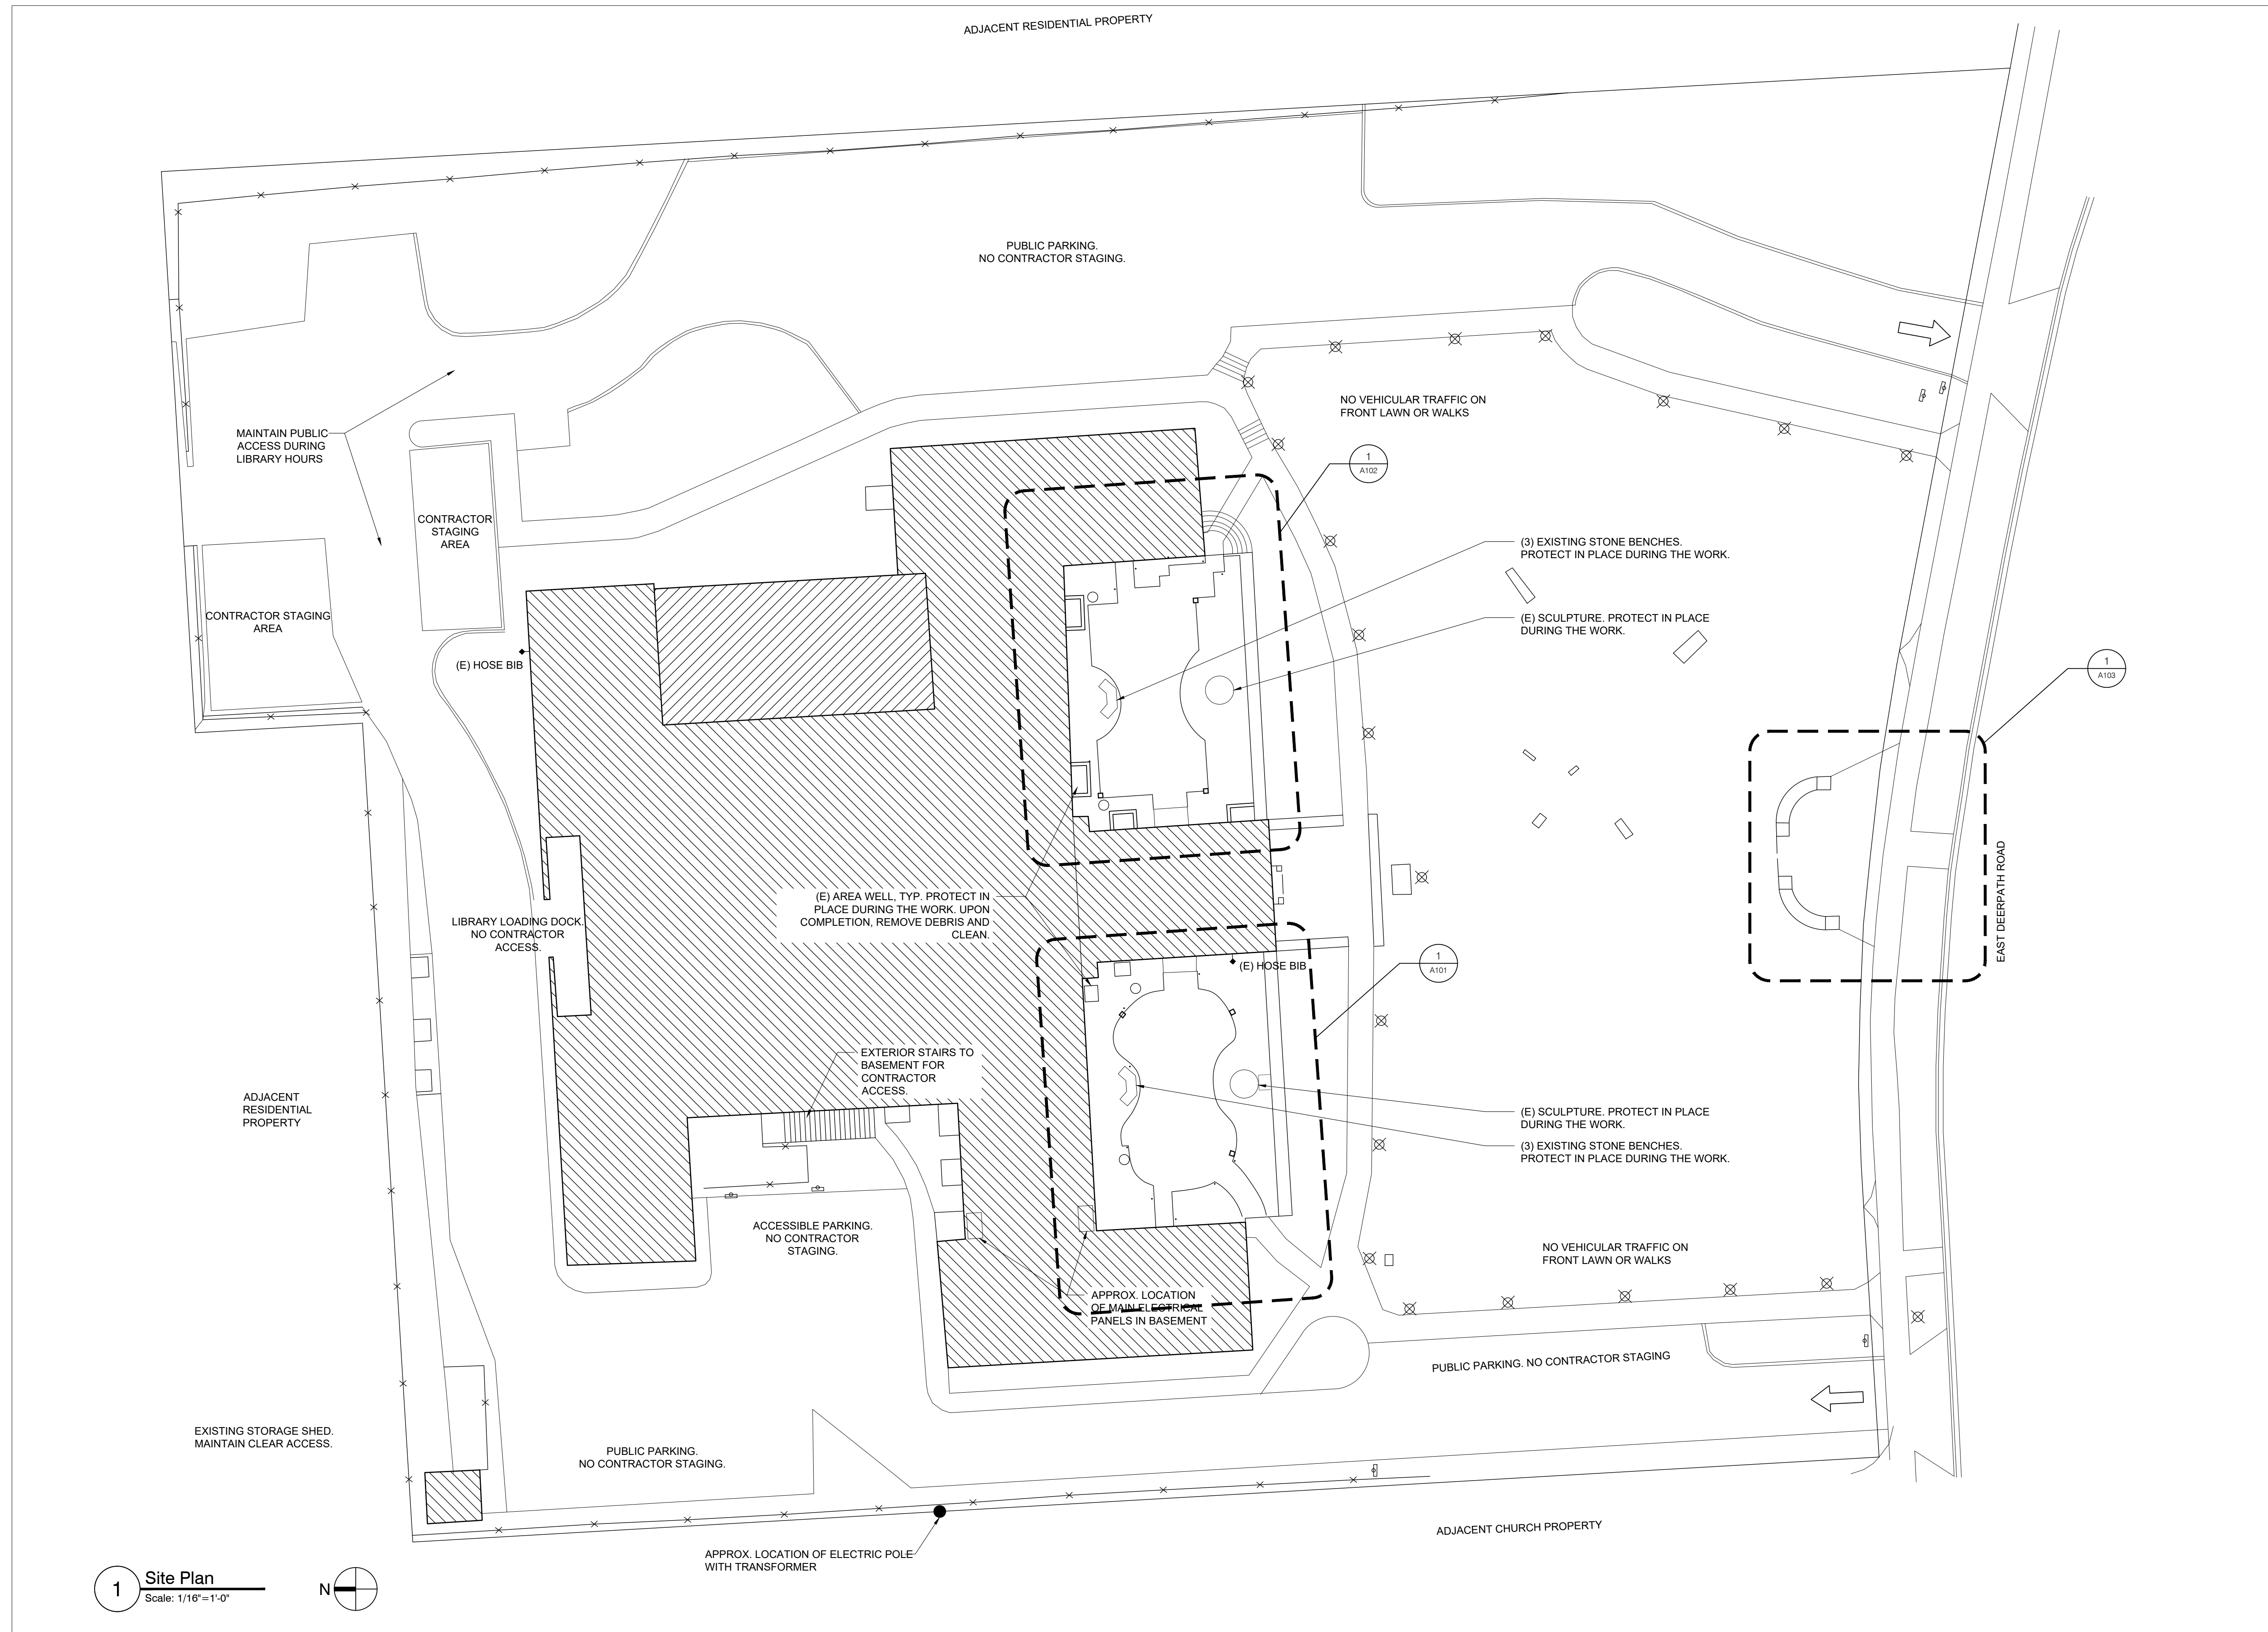 ADJACENT RESIDENTIAL PROPERTY
PUBLIC PARKING.
NO CONTRACTOR STAGING.
NO VEHICULAR TRAFFIC ON
FRONT LAWN OR WALKS
MAINTAIN PUBLIC
ACCESS DURING
LIBRARY HOURS
1
A102
CONTRACTOR
STAGING
AREA
(3) EXISTING STONE BENCHES.
PROTECT IN PLACE DURING THE WORK.
CONTRACTOR STAGING
AREA
(E) SCULPTURE. PROTECT IN PLACE
DURING THE WORK.
(E) HOSE BIB
1
A103
EAST DEERPATH ROAD
(E) AREA WELL, TYP. PROTECT IN
PLACE DURING THE WORK. UPON
COMPLETION, REMOVE DEBRIS AND
CLEAN.
LIBRARY LOADING DOCK.
NO CONTRACTOR
ACCESS.
(E) HOSE BIB
1
A101
EXTERIOR STAIRS TO
BASEMENT FOR
CONTRACTOR
ACCESS.
ADJACENT
RESIDENTIAL
PROPERTY
(E) SCULPTURE. PROTECT IN PLACE
DURING THE WORK.
(3) EXISTING STONE BENCHES.
PROTECT IN PLACE DURING THE WORK.
ACCESSIBLE PARKING.
NO CONTRACTOR
STAGING.
NO VEHICULAR TRAFFIC ON
FRONT LAWN OR WALKS
APPROX. LOCATION
OF MAIN ELECTRICAL
PANELS IN BASEMENT
PUBLIC PARKING. NO CONTRACTOR STAGING
EXISTING STORAGE SHED.
MAINTAIN CLEAR ACCESS.
PUBLIC PARKING.
NO CONTRACTOR STAGING.
ADJACENT CHURCH PROPERTY
APPROX. LOCATION OF ELECTRIC POLE
WITH TRANSFORMER
1
Site Plan
Scale: 1/16"=1'-0"
N